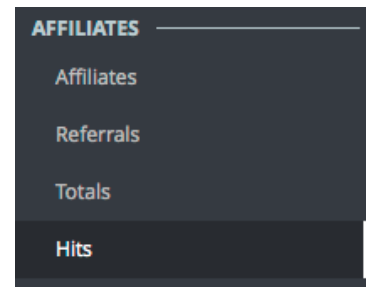 AFFILIATES
Affiliates
Referrals
Totals
Hits